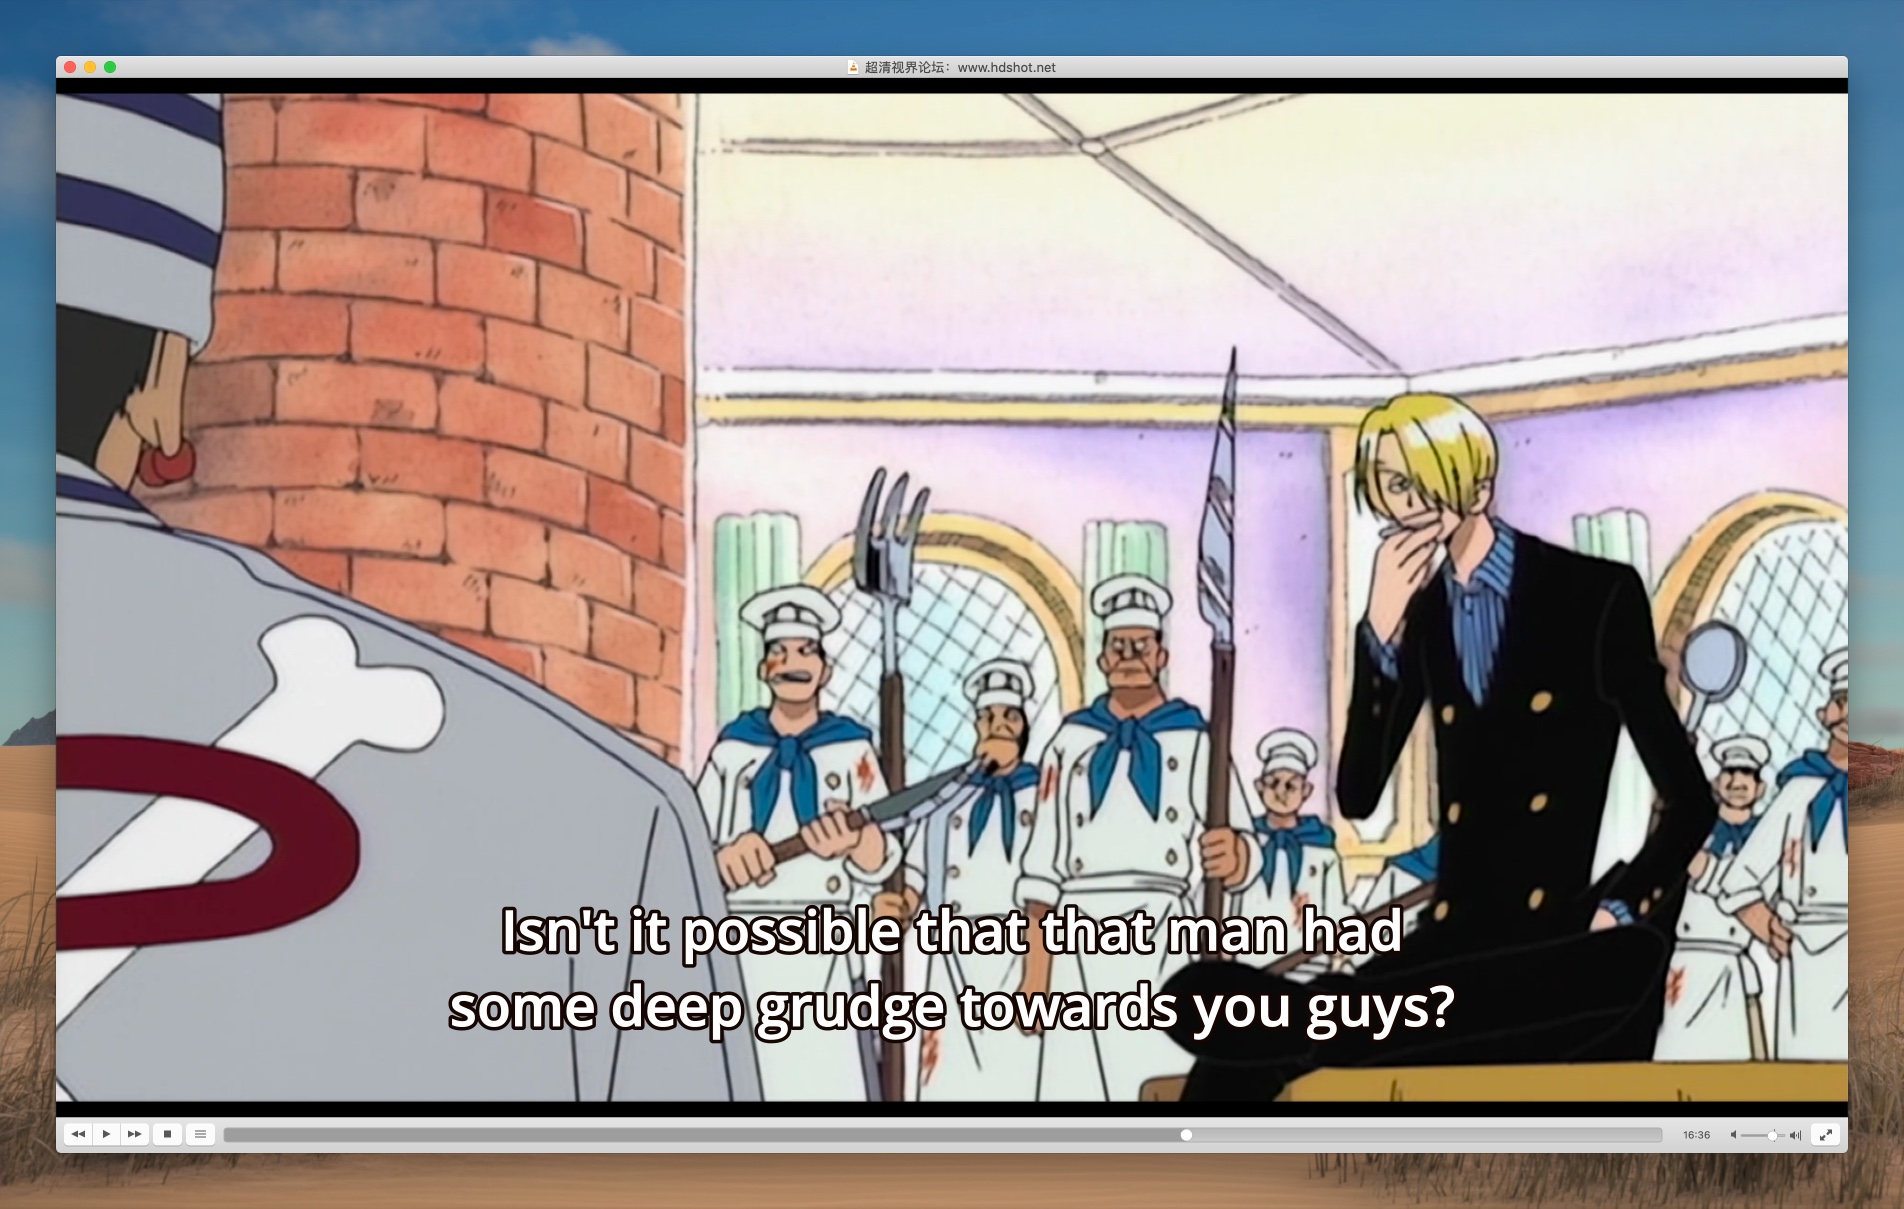 超清视界论坛：www.hdshot.net
Isn't it possible that that man had
some deep grudge towards you guys?
16:36